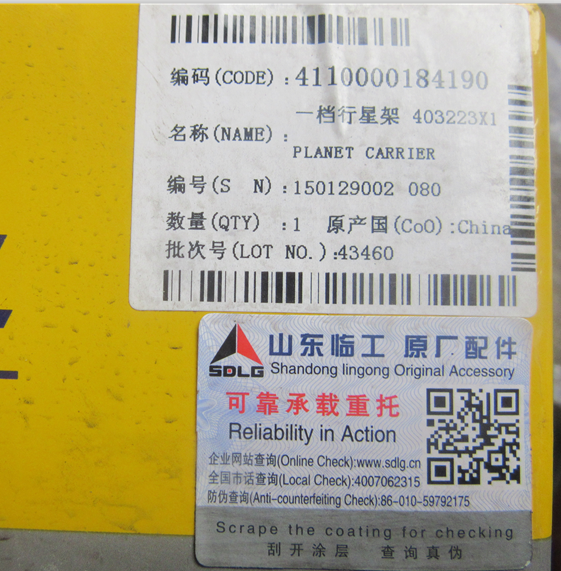 编码(CODE) :4110000184190
一档行星架 403223X1
名称(NAME) :
PLANET CARRIER
编号(S N) :150129002 080
数量(QTY) :1 原产国(CoO):China
批次号(LOT NO.) :43460
SDLG
山东临工 原厂配件
Shandong lingong Original Accessory
可靠承载重托
Reliability in Action
企业网站查询(Online Check):www.sdlg.cn
全国市话查询(Local Check):4007062315
防伪查询(Anti-counterfeiting Check):86-010-59792175
Scrape the coating for checking
刮开涂层 查询真伪